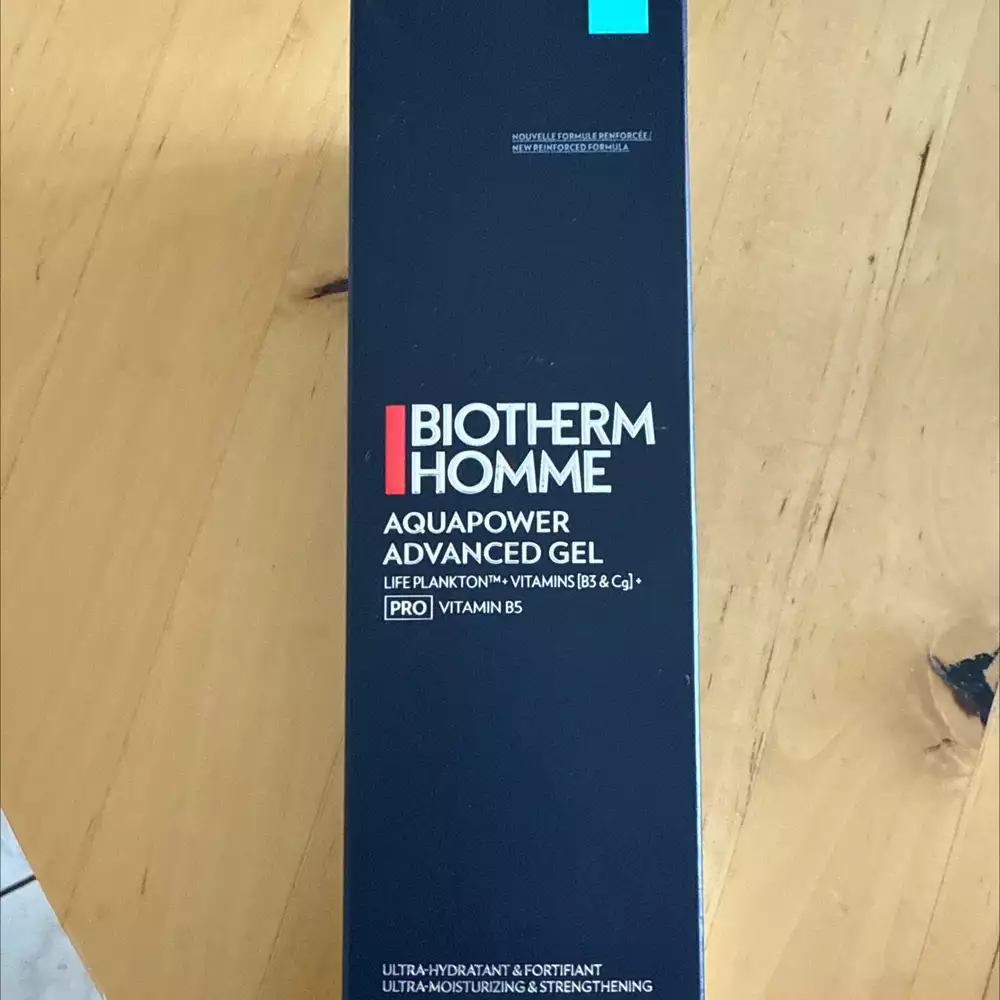 NOUVELLE FORMULE RENFORCÉE /
NEW REINFORCED FORMULA
BIOTHERM
HOMME
AQUAPOWER
ADVANCED GEL
LIFE PLANKTON™ + VITAMINS [B3 & Cg] +
PRO VITAMIN B5
ULTRA-HYDRATANT & FORTIFIANT
ULTRA-MOISTURIZING & STRENGTHENING